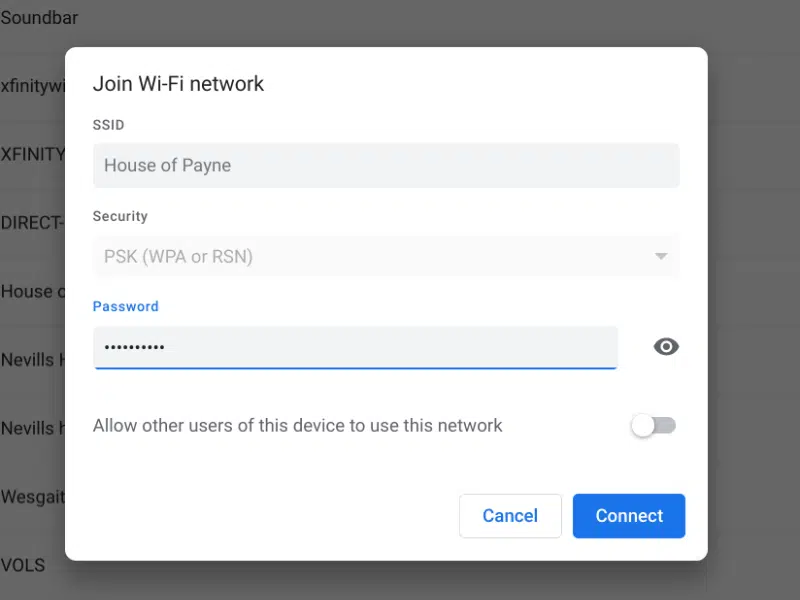 Soundbar
Join Wi-Fi network
xfinitywi
SSID
XFINITY
House of Payne
Security
DIRECT-
PSK (WPA or RSN)
House o
Password
••••••••••
Nevills H
Allow other users of this device to use this network
Nevills h
Wesgait
Cancel
Connect
VOLS